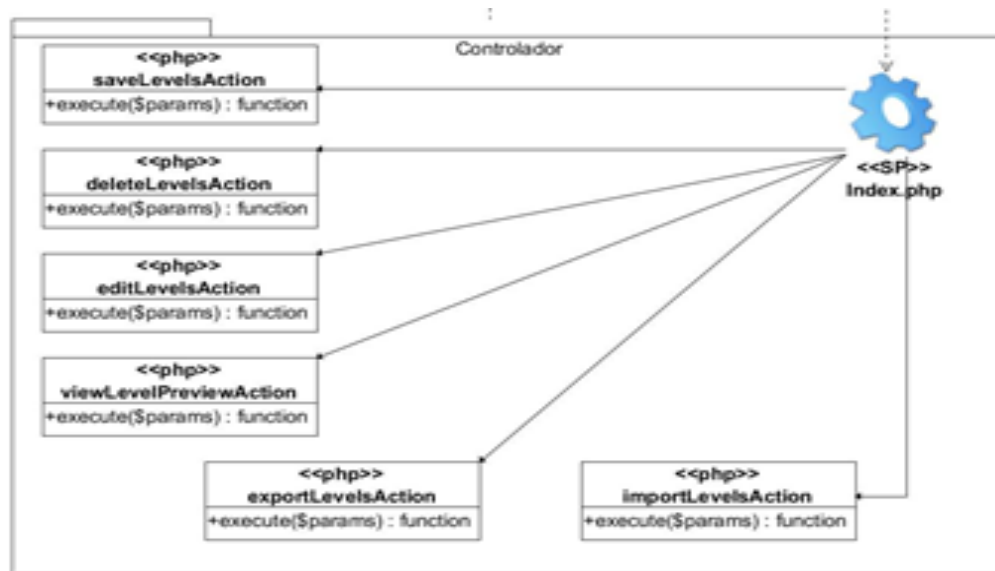 Controlador
<<php>>
saveLevelsAction
+execute($params) : function
<<php>>
deleteLevelsAction
+execute($params) : function
<<php>>
editLevelsAction
+execute($params) : function
<<php>>
viewLevelPreviewAction
+execute($params) : function
<<php>>
exportLevelsAction
+execute($params) : function
<<php>>
importLevelsAction
+execute($params) : function
<<SP>>
Index.php